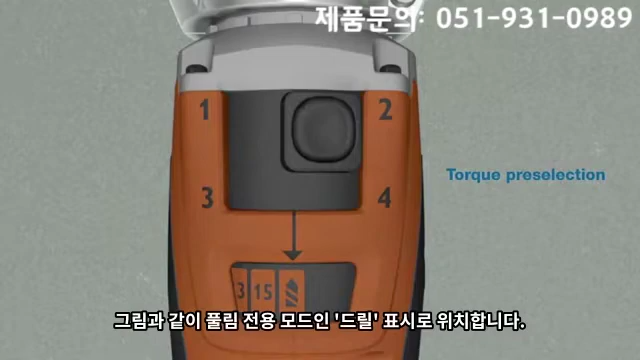 제품문의: 051-931-0989
1 2
Torque preselection
3 4
3 15
그림과 같이 풀림 전용 모드인 '드릴' 표시로 위치합니다.